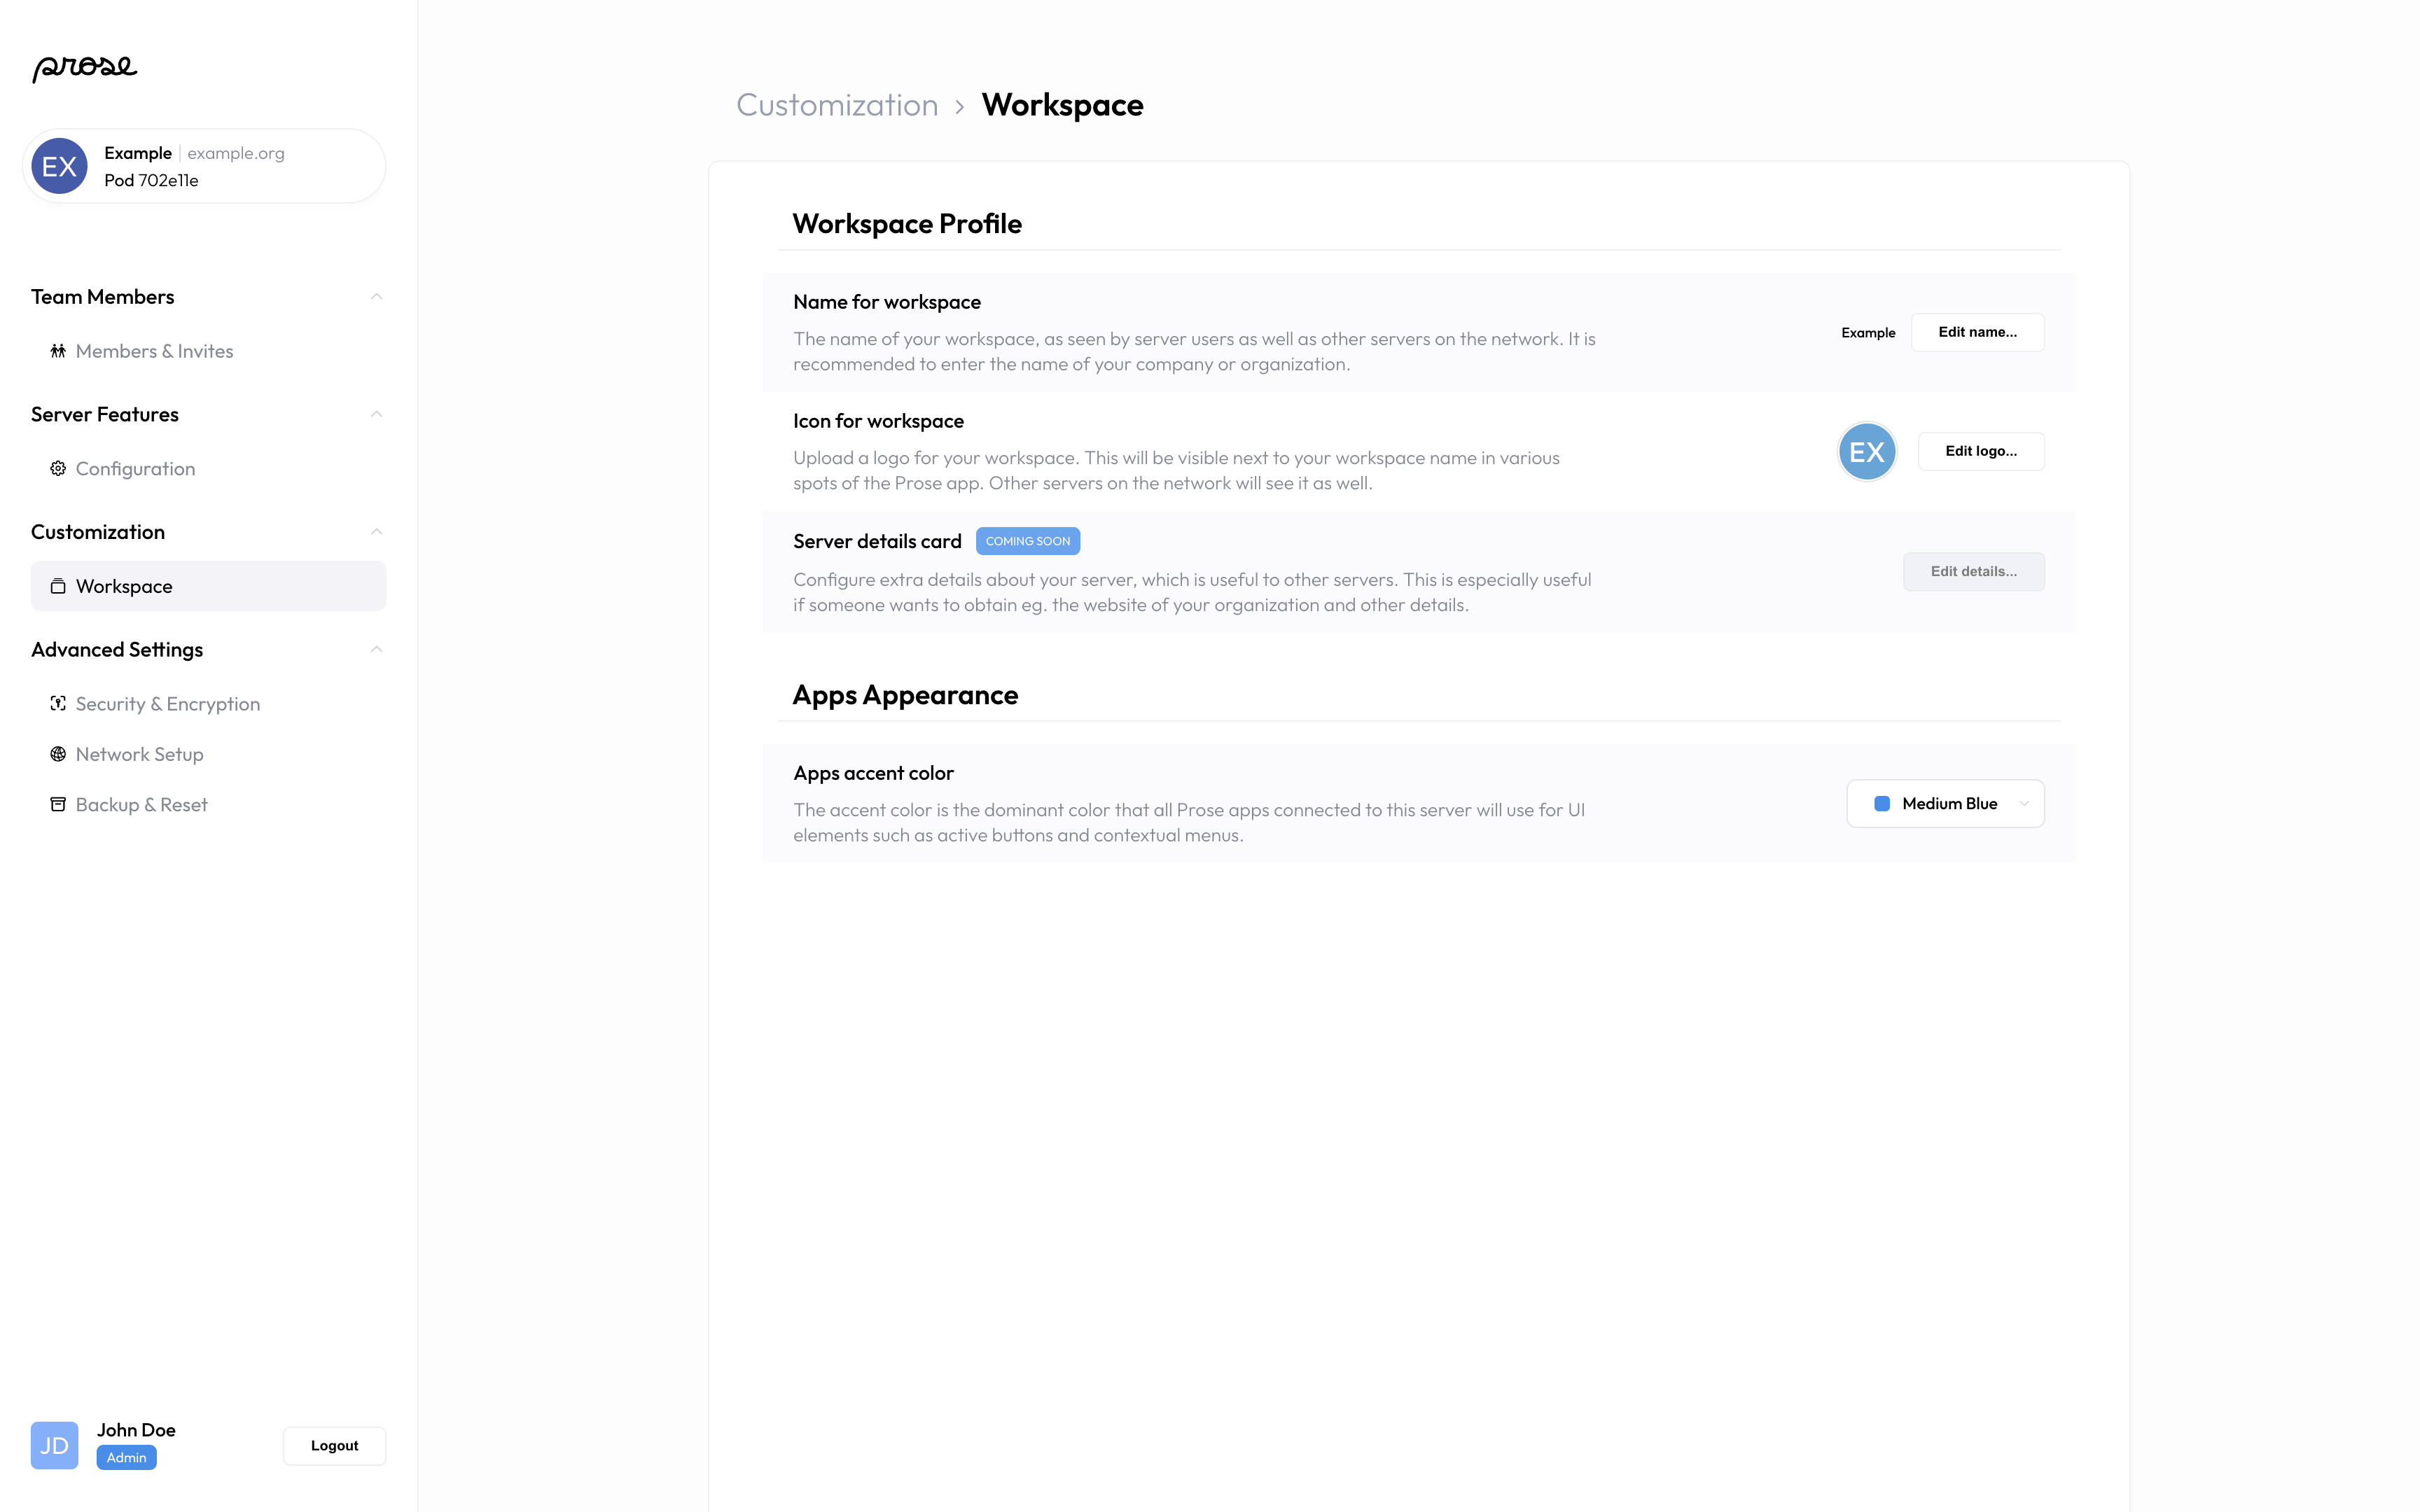 prose
EX
Example | example.org
Pod 702e11e
Team Members
Members & Invites
Server Features
Configuration
Customization
Workspace
Advanced Settings
Security & Encryption
Network Setup
Backup & Reset
JD
John Doe
Admin
Logout
Customization › Workspace
Workspace Profile
Name for workspace
The name of your workspace, as seen by server users as well as other servers on the network. It is
recommended to enter the name of your company or organization.
Example
Edit name...
Icon for workspace
Upload a logo for your workspace. This will be visible next to your workspace name in various
spots of the Prose app. Other servers on the network will see it as well.
EX
Edit logo...
Server details card
COMING SOON
Configure extra details about your server, which is useful to other servers. This is especially useful
if someone wants to obtain eg. the website of your organization and other details.
Edit details...
Apps Appearance
Apps accent color
The accent color is the dominant color that all Prose apps connected to this server will use for UI
elements such as active buttons and contextual menus.
Medium Blue